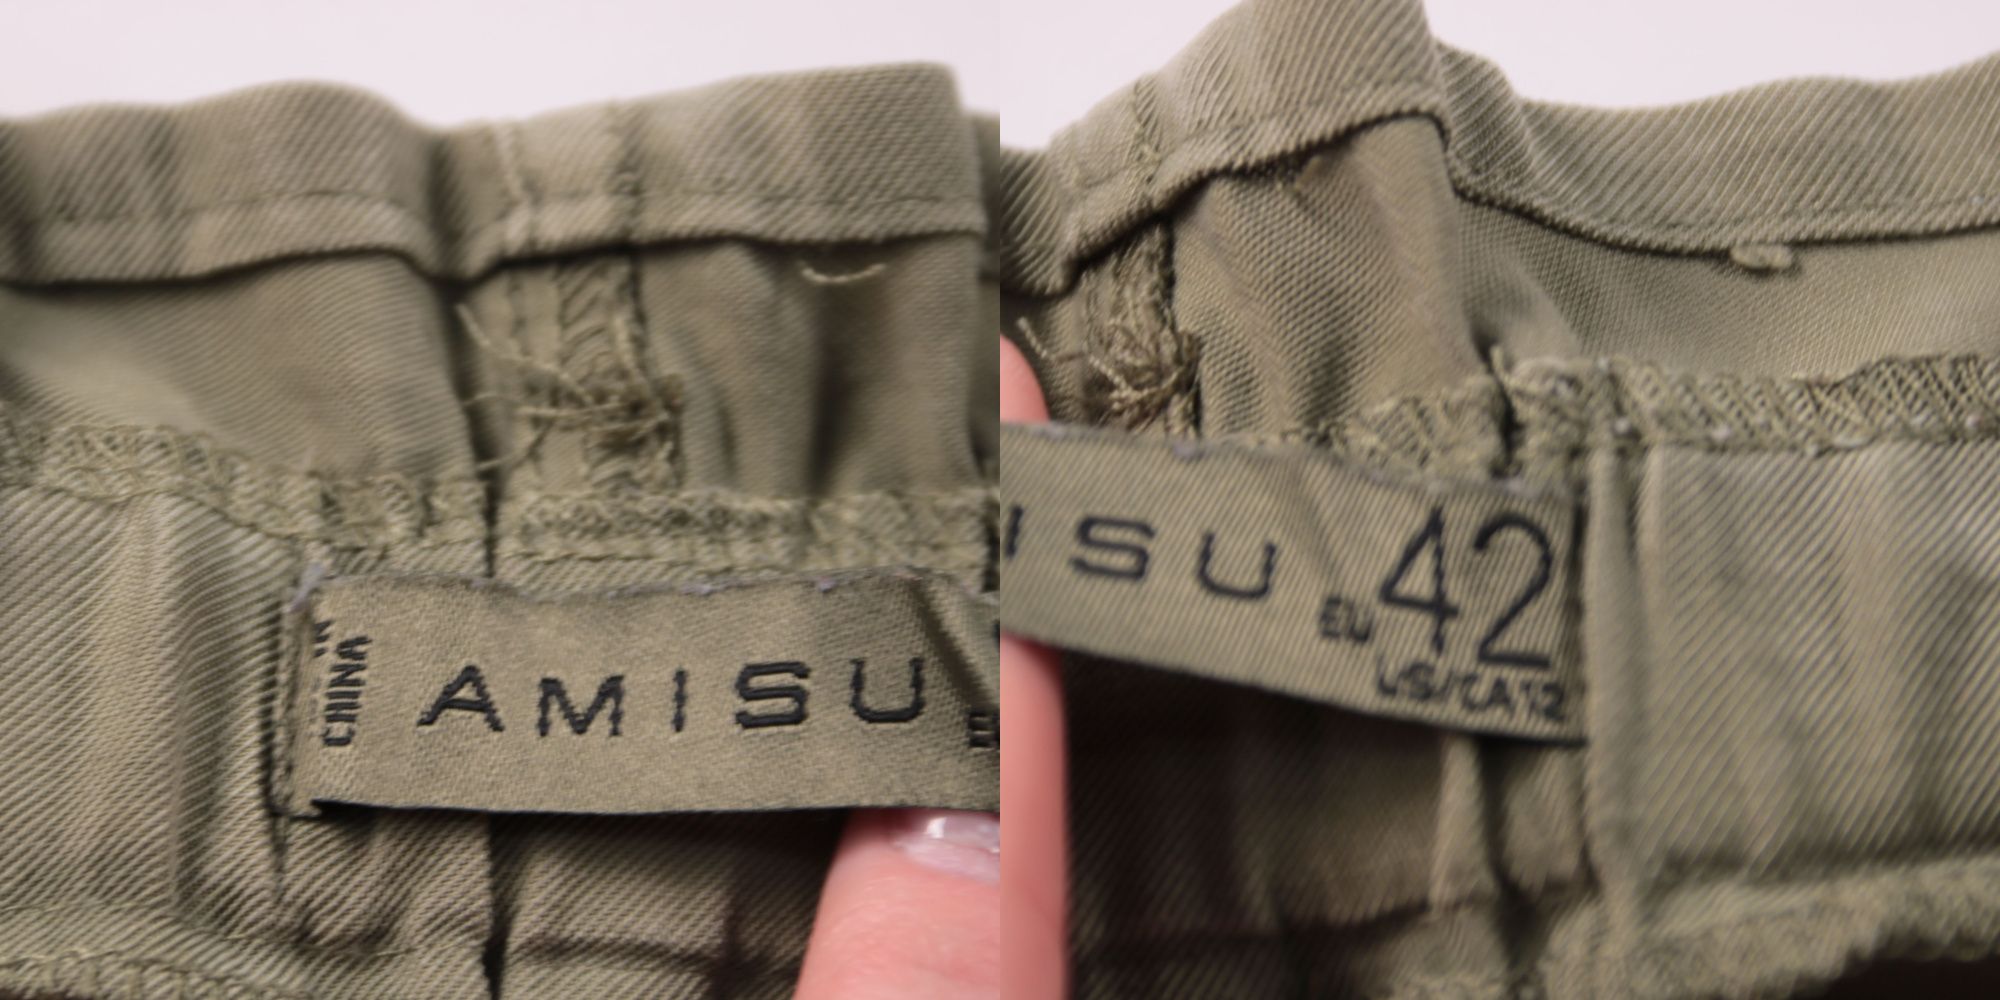 CHINA
AMISU
ISU
EU 42
US/CA 12